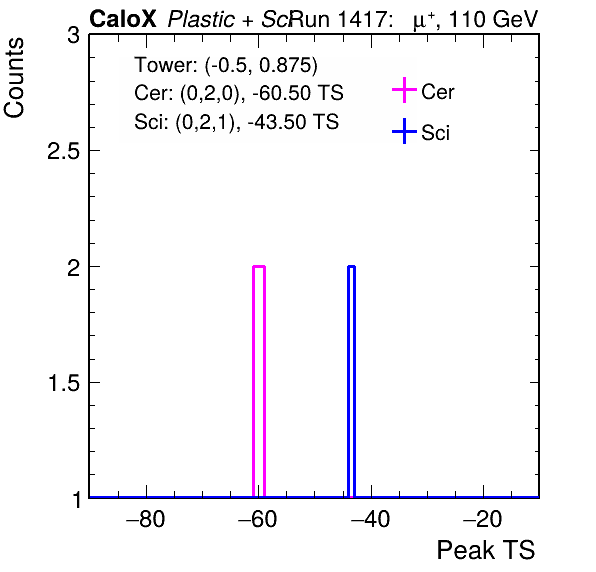 CaloX Plastic + Sci Run 1417: μ⁺, 110 GeV
Counts
3
Tower: (-0.5, 0.875)
Cer: (0,2,0), -60.50 TS
Sci: (0,2,1), -43.50 TS
Cer
Sci
2.5
2
1.5
1
−80 −60 −40 −20
Peak TS